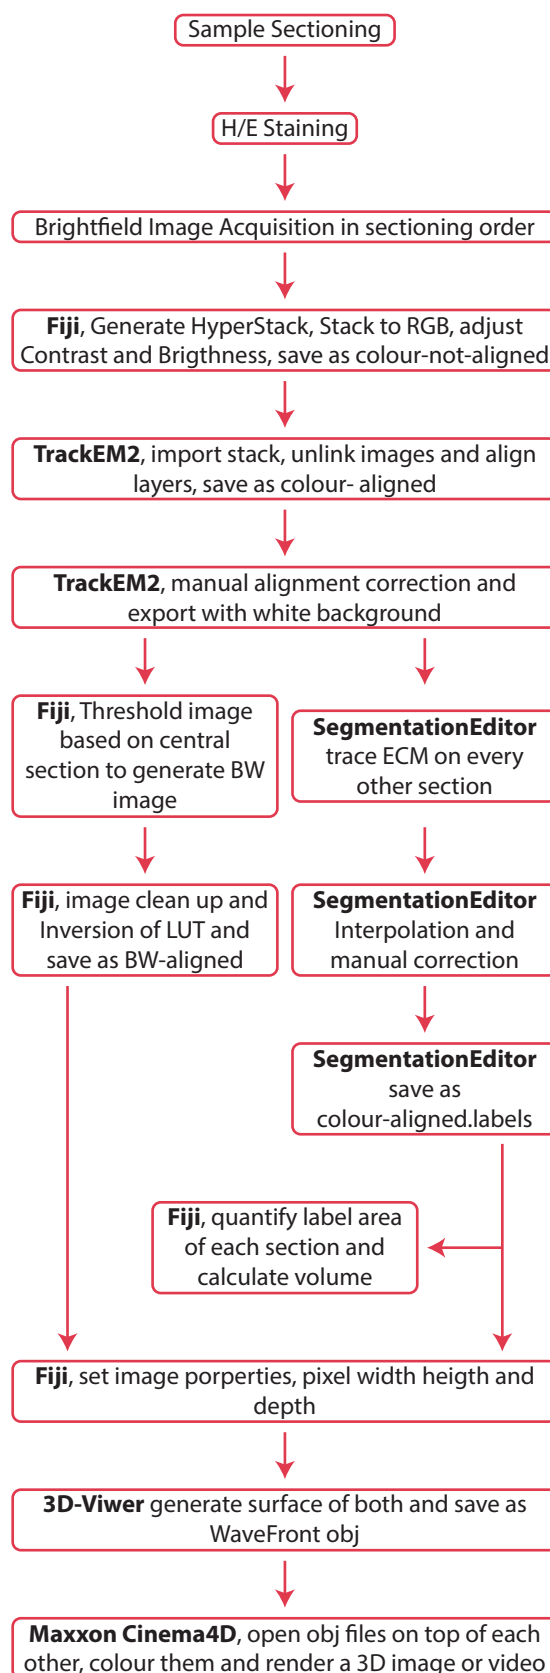 Sample Sectioning
H/E Staining
Brightfield Image Acquisition in sectioning order
Fiji, Generate HyperStack, Stack to RGB, adjust
Contrast and Brigthness, save as colour-not-aligned
TrackEM2, import stack, unlink images and align
layers, save as colour- aligned
TrackEM2, manual alignment correction and
export with white background
Fiji, Threshold image
based on central
section to generate BW
image
SegmentationEditor
trace ECM on every
other section
Fiji, image clean up and
Inversion of LUT and
save as BW-aligned
SegmentationEditor
Interpolation and
manual correction
SegmentationEditor
save as
colour-aligned.labels
Fiji, quantify label area
of each section and
calculate volume
Fiji, set image porperties, pixel width heigth and
depth
3D-Viwer generate surface of both and save as
WaveFront obj
Maxxon Cinema4D, open obj files on top of each
other, colour them and render a 3D image or video